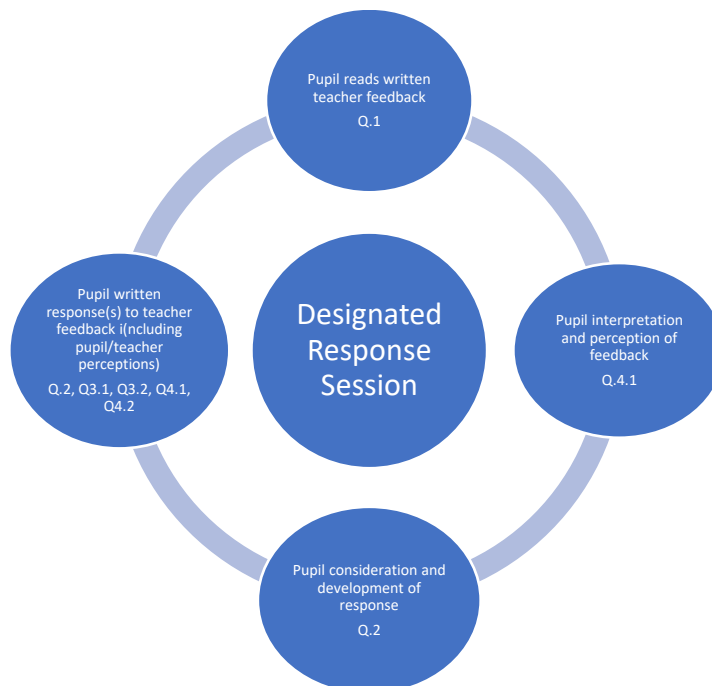 Pupil reads written
teacher feedback
Q.1
Pupil written
response(s) to teacher
feedback i(ncluding
pupil/teacher
perceptions)
Q.2, Q3.1, Q3.2, Q4.1,
Q4.2
Designated
Response
Session
Pupil interpretation
and perception of
feedback
Q.4.1
Pupil consideration and
development of
response
Q.2